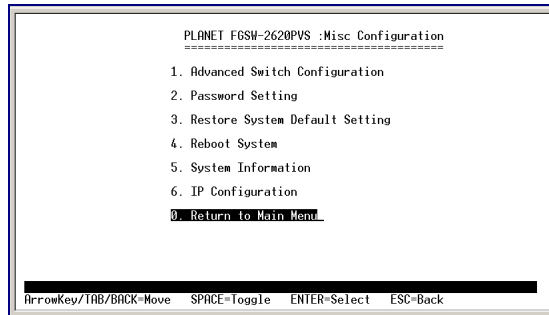 PLANET FGSW-2620PVS :Misc Configuration
=======================================
1. Advanced Switch Configuration
2. Password Setting
3. Restore System Default Setting
4. Reboot System
5. System Information
6. IP Configuration
0. Return to Main Menu_
ArrowKey/TAB/BACK=Move SPACE=Toggle ENTER=Select ESC=Back